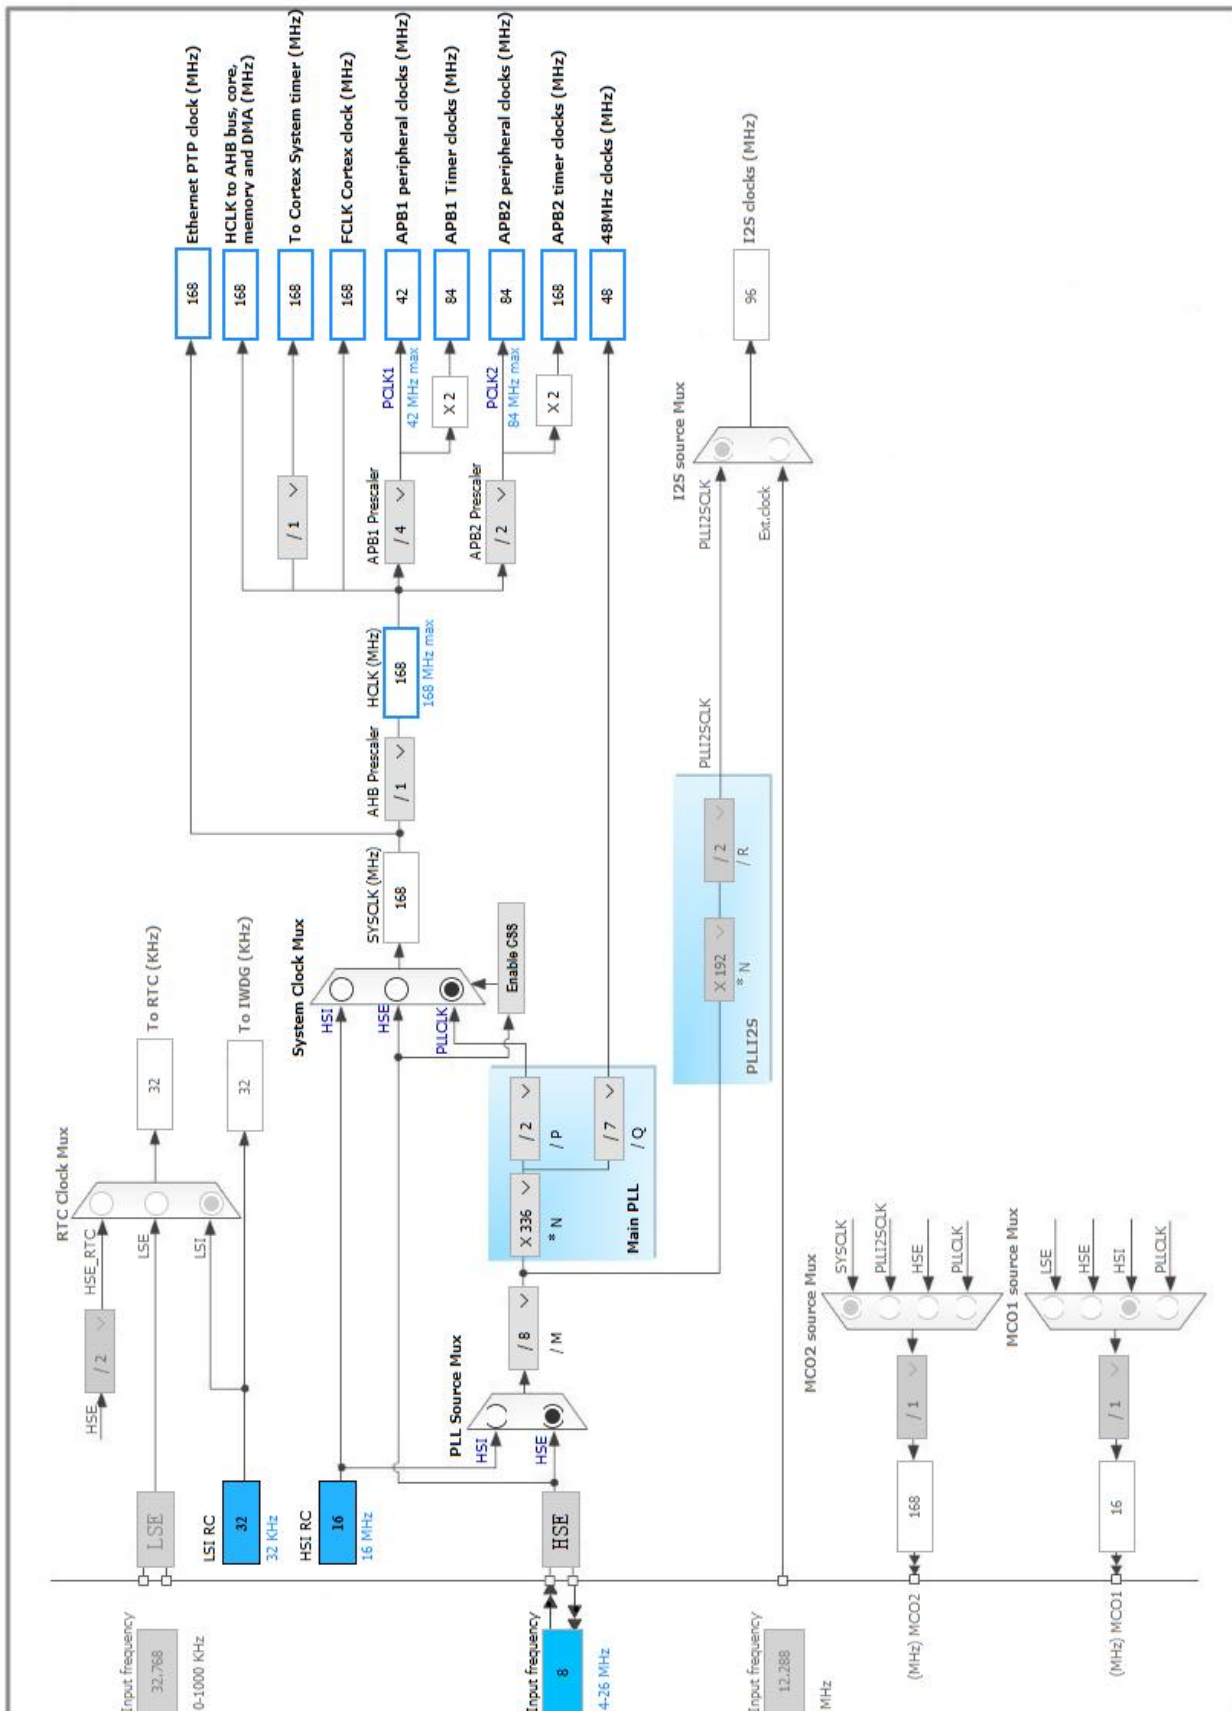 Input frequency
32.768
0-1000 KHz
LSE
HSE
/ 2
HSE_RTC
LSE
LSI
RTC Clock Mux
32
To RTC (KHz)
LSI RC
32
32 KHz
32
To IWDG (KHz)
HSI RC
16
16 MHz
System Clock Mux
HSI
HSE
PLLCLK
SYSCLK (MHz)
168
Enable CSS
AHB Prescaler
/ 1
HCLK (MHz)
168
168 MHz max
/ 1
APB1 Prescaler
/ 4
PCLK1
42 MHz max
X 2
APB2 Prescaler
/ 2
PCLK2
84 MHz max
X 2
168
Ethernet PTP clock (MHz)
168
HCLK to AHB bus, core,
memory and DMA (MHz)
168
To Cortex System timer (MHz)
168
FCLK Cortex clock (MHz)
42
APB1 peripheral clocks (MHz)
84
APB1 Timer clocks (MHz)
84
APB2 peripheral clocks (MHz)
168
APB2 timer clocks (MHz)
48
48MHz clocks (MHz)
Input frequency
8
4-26 MHz
HSE
PLL Source Mux
HSI
HSE
/ 8
/ M
X 336
* N
/ 2
/ P
/ 7
/ Q
Main PLL
X 192
* N
/ 2
/ R
PLLI2S
PLLI2SCLK
PLLI2SCLK
Ext.clock
I2S source Mux
96
I2S clocks (MHz)
Input frequency
12.288
MHz
(MHz) MCO2
168
/ 1
MCO2 source Mux
SYSCLK
PLLI2SCLK
HSE
PLLCLK
(MHz) MCO1
16
/ 1
MCO1 source Mux
LSE
HSE
HSI
PLLCLK